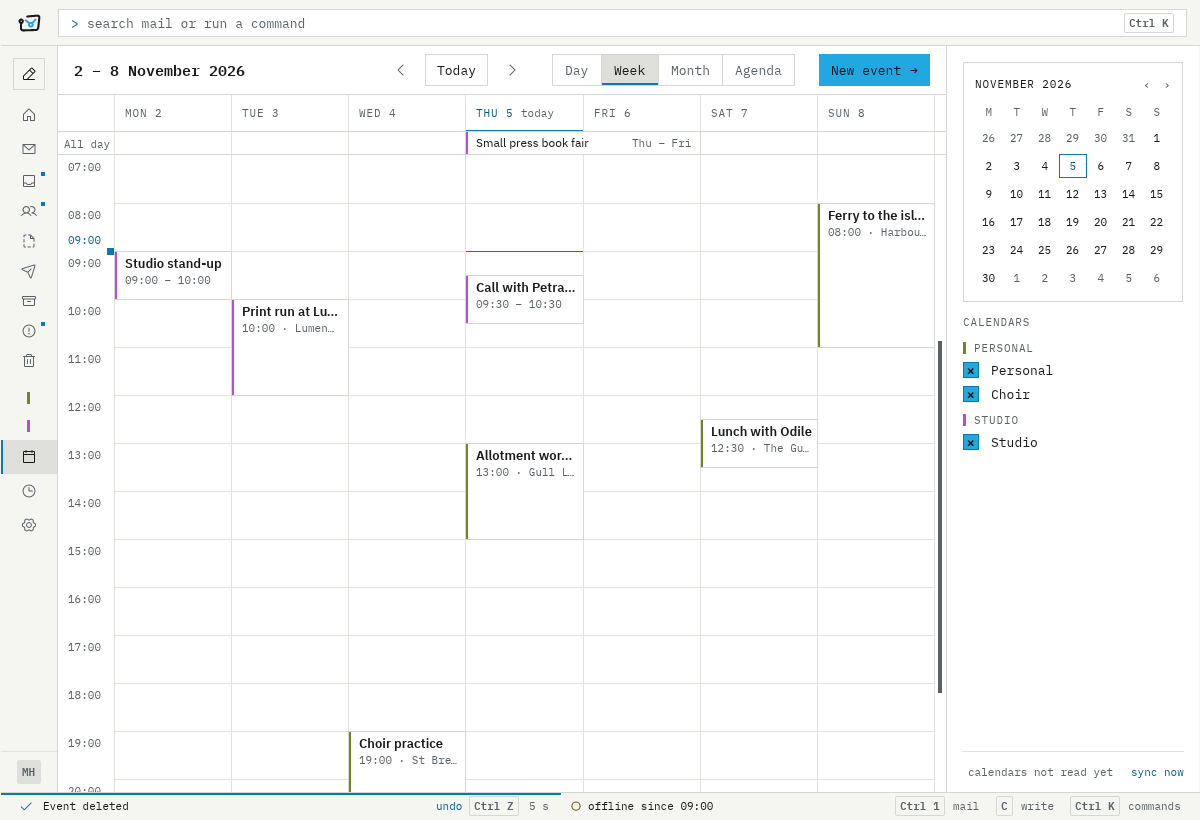 > search mail or run a command Ctrl K
2 – 8 November 2026
Today
Day Week Month Agenda
New event →
MON 2 TUE 3 WED 4 THU 5 today FRI 6 SAT 7 SUN 8
All day
Small press book fair Thu – Fri
07:00
08:00
09:00
09:00
10:00
11:00
12:00
13:00
14:00
15:00
16:00
17:00
18:00
19:00
20:00
Studio stand-up
09:00 – 10:00
Print run at Lu…
10:00 · Lumen…
Choir practice
19:00 · St Bre…
Call with Petra…
09:30 – 10:30
Allotment wor…
13:00 · Gull L…
Lunch with Odile
12:30 · The Gu…
Ferry to the isl…
08:00 · Harbou…
NOVEMBER 2026 ‹ ›
M T W T F S S
26 27 28 29 30 31 1
2 3 4 5 6 7 8
9 10 11 12 13 14 15
16 17 18 19 20 21 22
23 24 25 26 27 28 29
30 1 2 3 4 5 6
CALENDARS
PERSONAL
Personal
Choir
STUDIO
Studio
calendars not read yet sync now
MH
Event deleted
undo Ctrl Z 5 s
offline since 09:00
Ctrl 1 mail C write Ctrl K commands